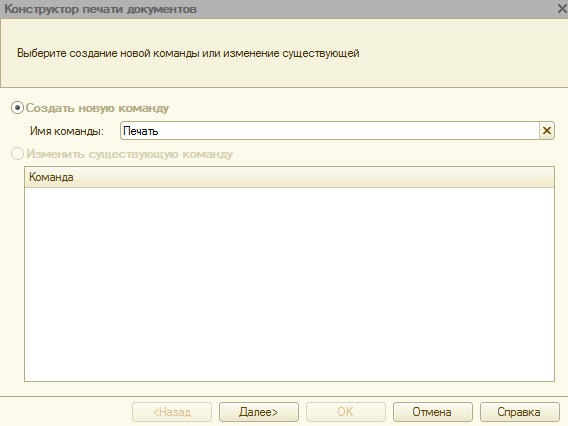 Конструктор печати документов
Выберите создание новой команды или изменение существующей
Создать новую команду
Имя команды: Печать
Изменить существующую команду
Команда
<Назад Далее> ОК Отмена Справка